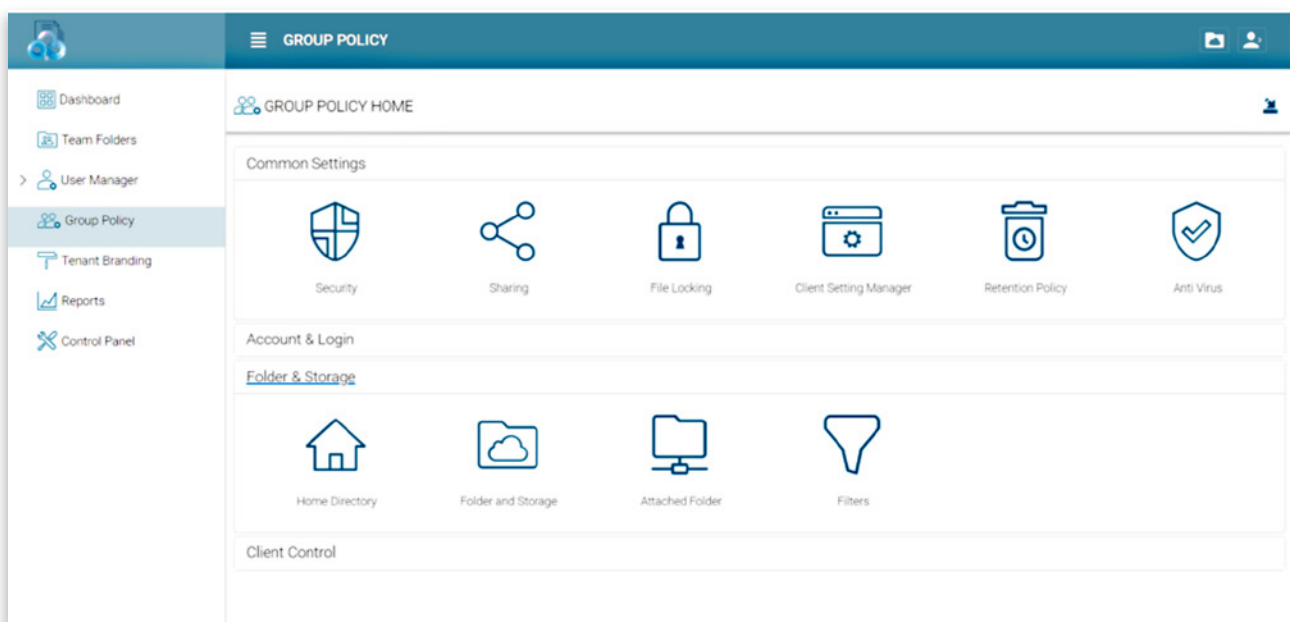 GROUP POLICY
Dashboard
Team Folders
User Manager
Group Policy
Tenant Branding
Reports
Control Panel
GROUP POLICY HOME
Common Settings
Security
Sharing
File Locking
Client Setting Manager
Retention Policy
Anti Virus
Account & Login
Folder & Storage
Home Directory
Folder and Storage
Attached Folder
Filters
Client Control